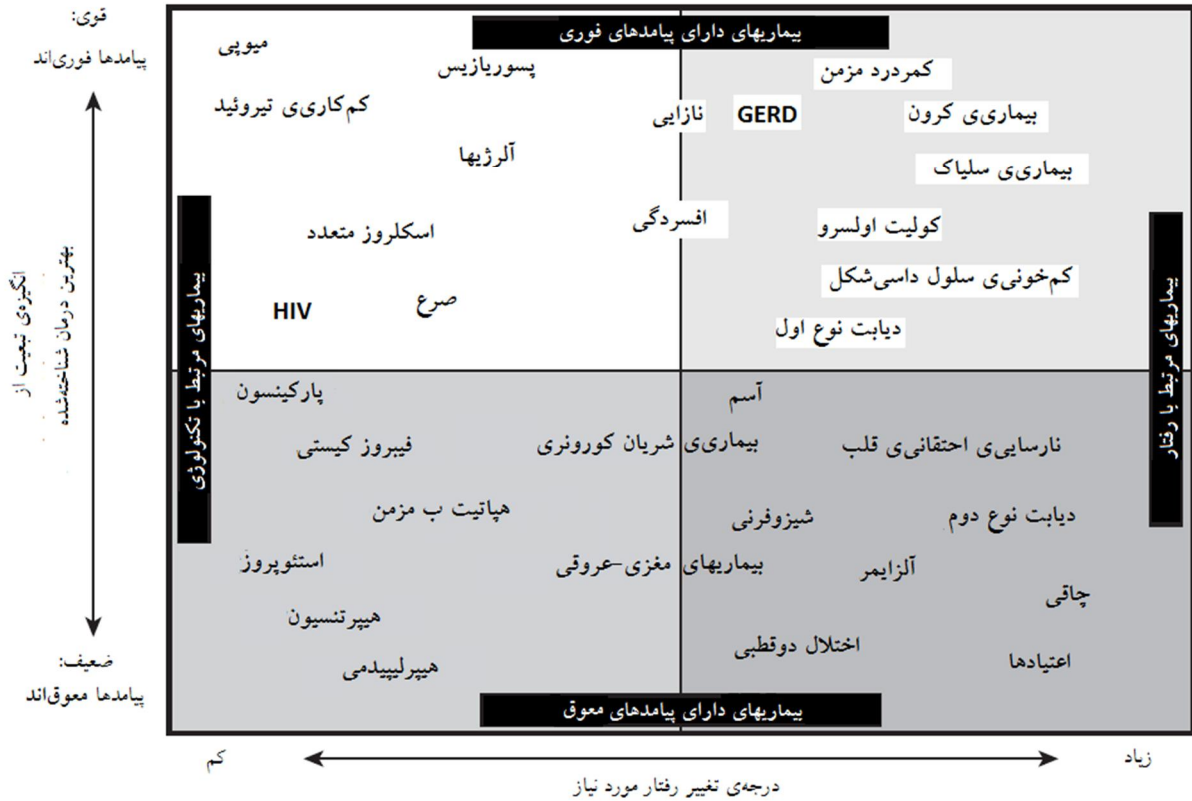 قوی:
پیامدها فوری‌اند
بیماریهای دارای پیامدهای فوری
میوپی
پسوریازیس
کمردرد مزمن
کم‌کاری‌ی تیروئید
نازایی
GERD
بیماری‌ی کرون
آلرژیها
بیماری‌ی سلیاک
افسردگی
کولیت اولسرو
اسکلروز متعدد
کم‌خونی‌ی سلول داسی‌شکل
HIV
صرع
دیابت نوع اول
انگیزه‌ی تبعیت از
بهترین درمان شناخته‌شده
بیماریهای مرتبط با تکنولوژی
بیماریهای مرتبط با رفتار
پارکینسون
آسم
فیبروز کیستی
بیماری‌ی شریان کورونری
نارسایی‌ی احتقانی‌ی قلب
هپاتیت ب مزمن
شیزوفرنی
دیابت نوع دوم
استئوپروز
بیماریهای مغزی-عروقی
آلزایمر
چاقی
هیپرتنسیون
اختلال دوقطبی
اعتیادها
هیپرلیپیدمی
ضعیف:
پیامدها معوق‌اند
بیماریهای دارای پیامدهای معوق
کم
زیاد
درجه‌ی تغییر رفتار مورد نیاز